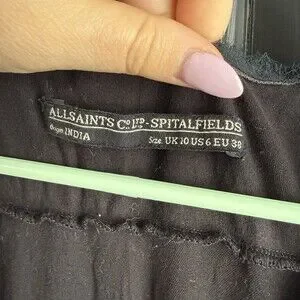 ALLSAINTS Co LTD - SPITALFIELDS
Origin INDIA Size UK 10 US 6 EU 38